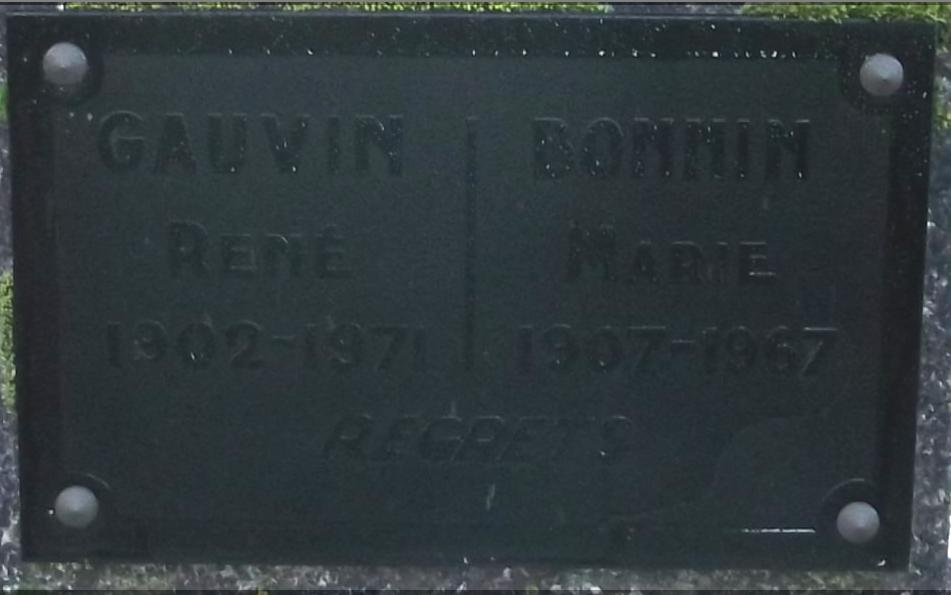 GAUVIN
RENÉ
1902-1971
BONNIN
MARIE
1907-1967
REGRETS